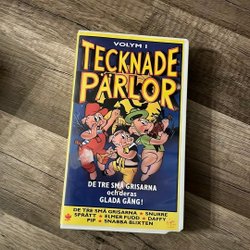 VOLYM 1
TECKNADE
PÄRLOR
DE TRE SMÅ GRISARNA
och deras
GLADA GÄNG!
DE TRE SMÅ GRISARNA ★ SNURRE
SPRÄTT ★ ELMER FUDD ★ DAFFY
PIP ★ SNABBA BLIXTEN